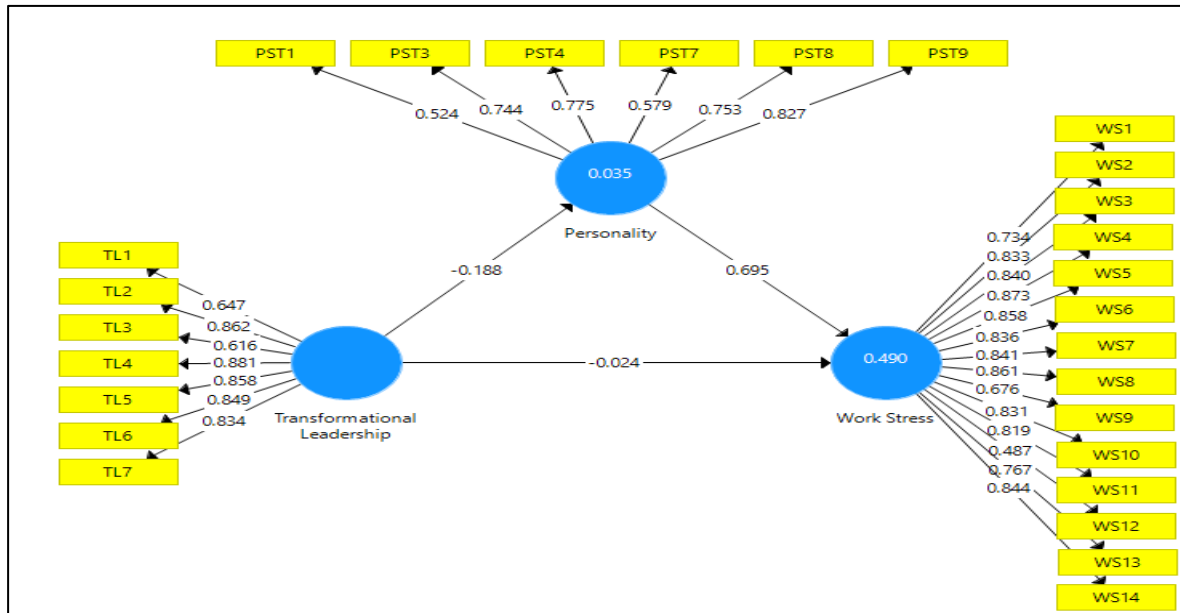 PST1 PST3 PST4 PST7 PST8 PST9
0.524 0.744 0.775 0.579 0.753 0.827
0.035
Personality
TL1
TL2
TL3
TL4
TL5
TL6
TL7
0.647
0.862
0.616
0.881
0.858
0.849
0.834
Transformational
Leadership
-0.188
0.695
-0.024
0.490
Work Stress
0.734
0.833
0.840
0.873
0.858
0.836
0.841
0.861
0.676
0.831
0.819
0.487
0.767
0.844
WS1
WS2
WS3
WS4
WS5
WS6
WS7
WS8
WS9
WS10
WS11
WS12
WS13
WS14